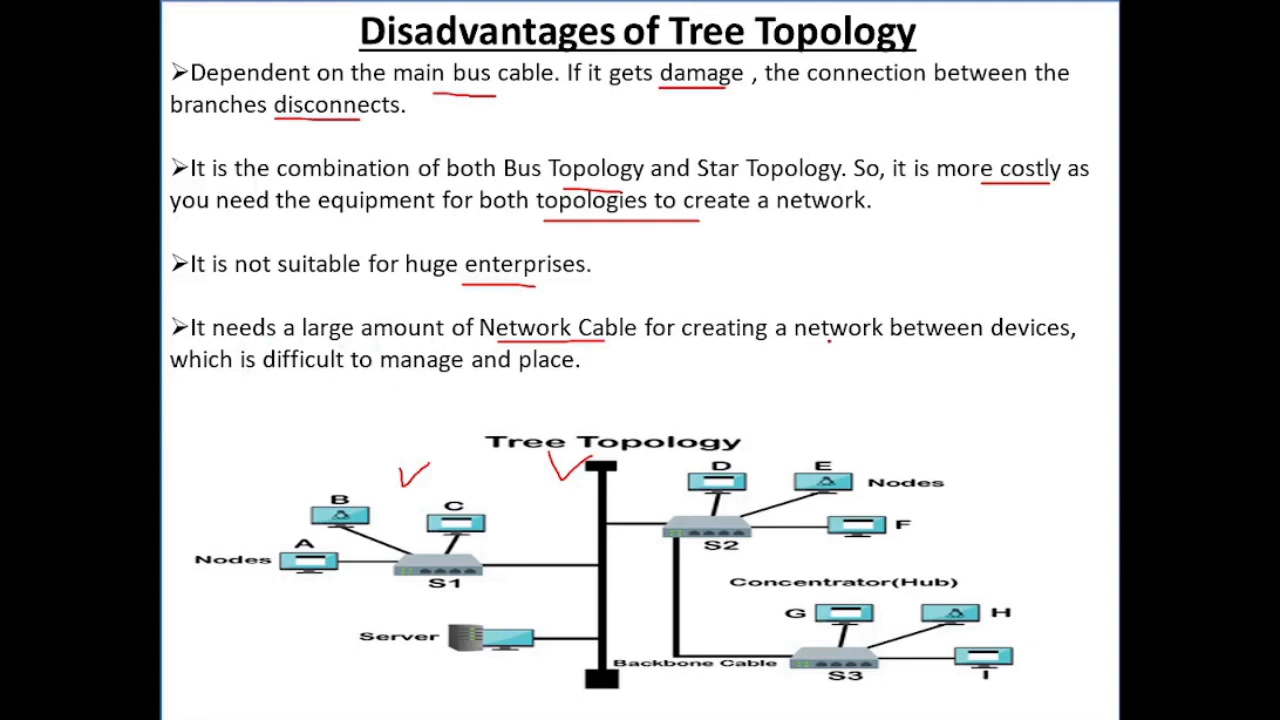 Disadvantages of Tree Topology
➢Dependent on the main bus cable. If it gets damage , the connection between the
branches disconnects.
➢It is the combination of both Bus Topology and Star Topology. So, it is more costly as
you need the equipment for both topologies to create a network.
➢It is not suitable for huge enterprises.
➢It needs a large amount of Network Cable for creating a network between devices,
which is difficult to manage and place.
Tree Topology
D E Nodes
B C
F
A S2
Nodes
S1 Concentrator(Hub)
G H
Server
Backbone Cable
S3 I